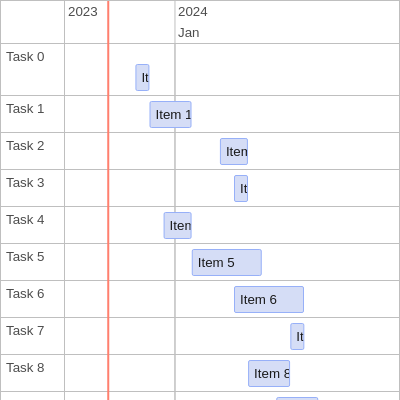 2023
2024
Jan
Task 0
It
Task 1
Item 1
Task 2
Item
Task 3
It
Task 4
Item
Task 5
Item 5
Task 6
Item 6
Task 7
It
Task 8
Item 8